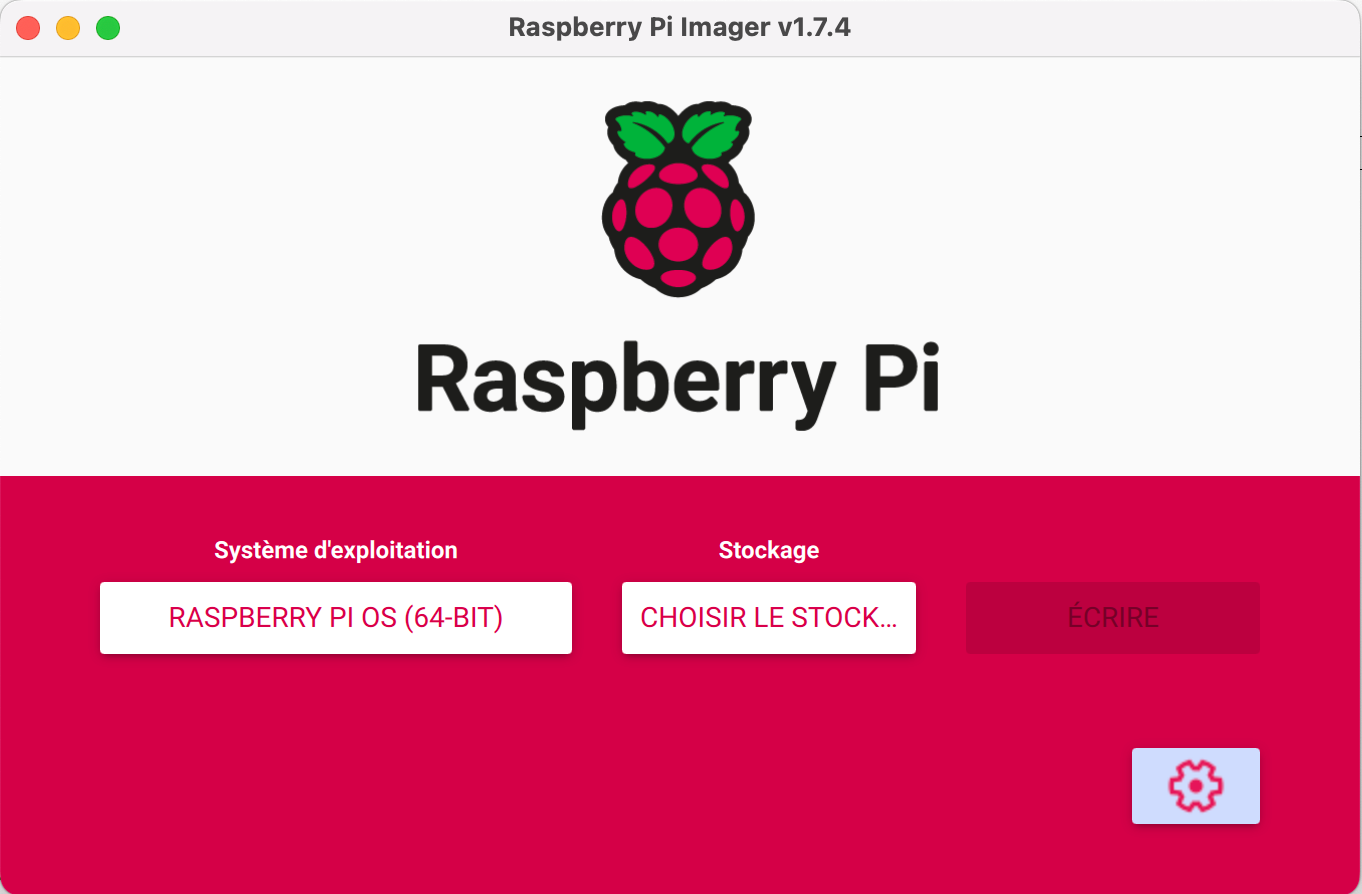 Raspberry Pi Imager v1.7.4
Raspberry Pi
Système d'exploitation
Stockage
RASPBERRY PI OS (64-BIT)
CHOISIR LE STOCK...
ÉCRIRE